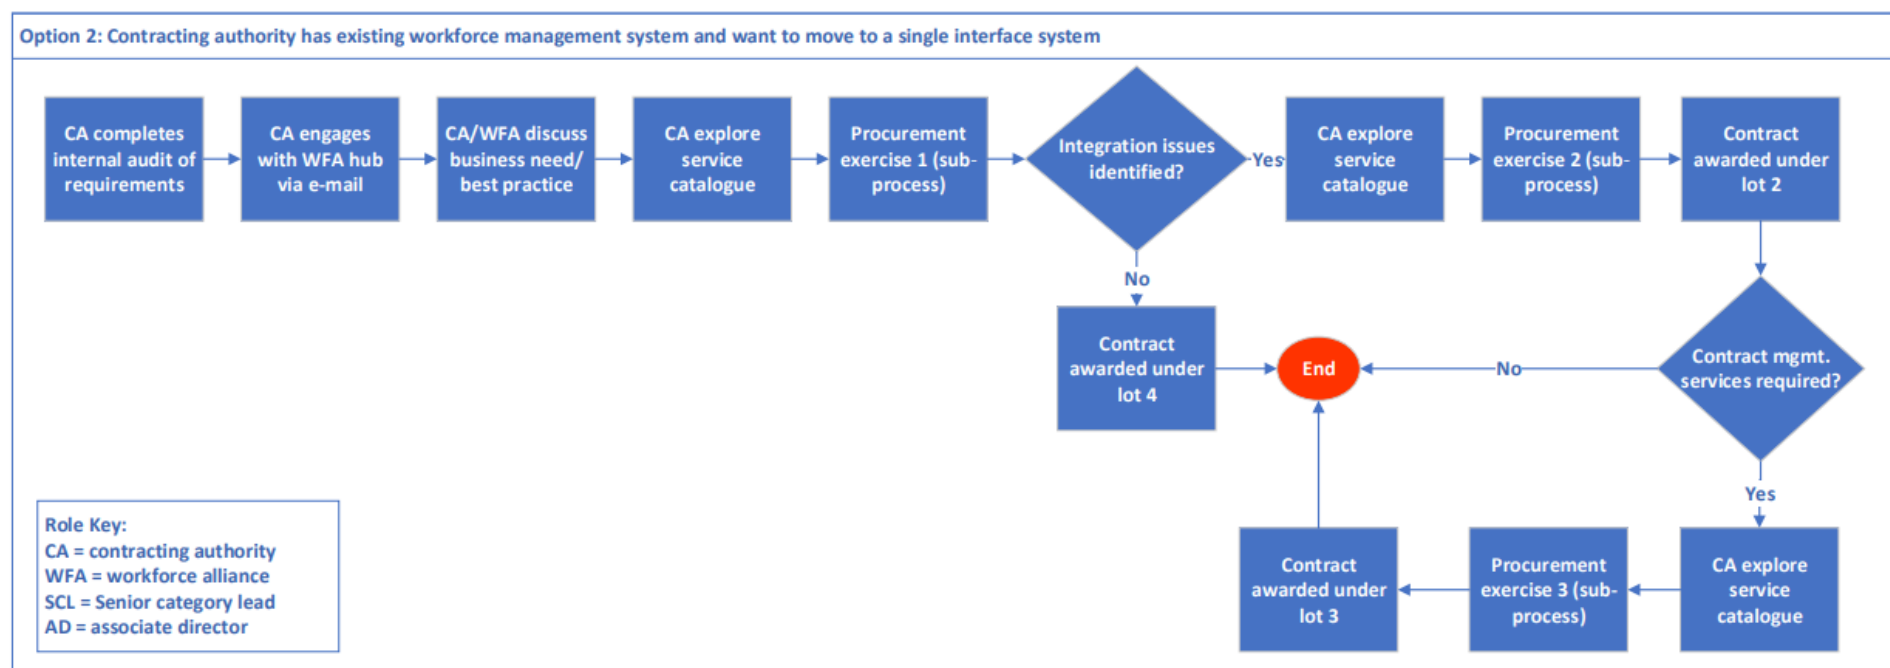 Option 2: Contracting authority has existing workforce management system and want to move to a single interface system
CA completes
internal audit of
requirements
CA engages
with WFA hub
via e-mail
CA/WFA discuss
business need/
best practice
CA explore
service
catalogue
Procurement
exercise 1 (sub-
process)
Integration issues
identified?
Yes
CA explore
service
catalogue
Procurement
exercise 2 (sub-
process)
Contract
awarded under
lot 2
No
Contract
awarded under
lot 4
End
No
Contract mgmt.
services required?
Yes
Contract
awarded under
lot 3
Procurement
exercise 3 (sub-
process)
CA explore
service
catalogue
Role Key:
CA = contracting authority
WFA = workforce alliance
SCL = Senior category lead
AD = associate director